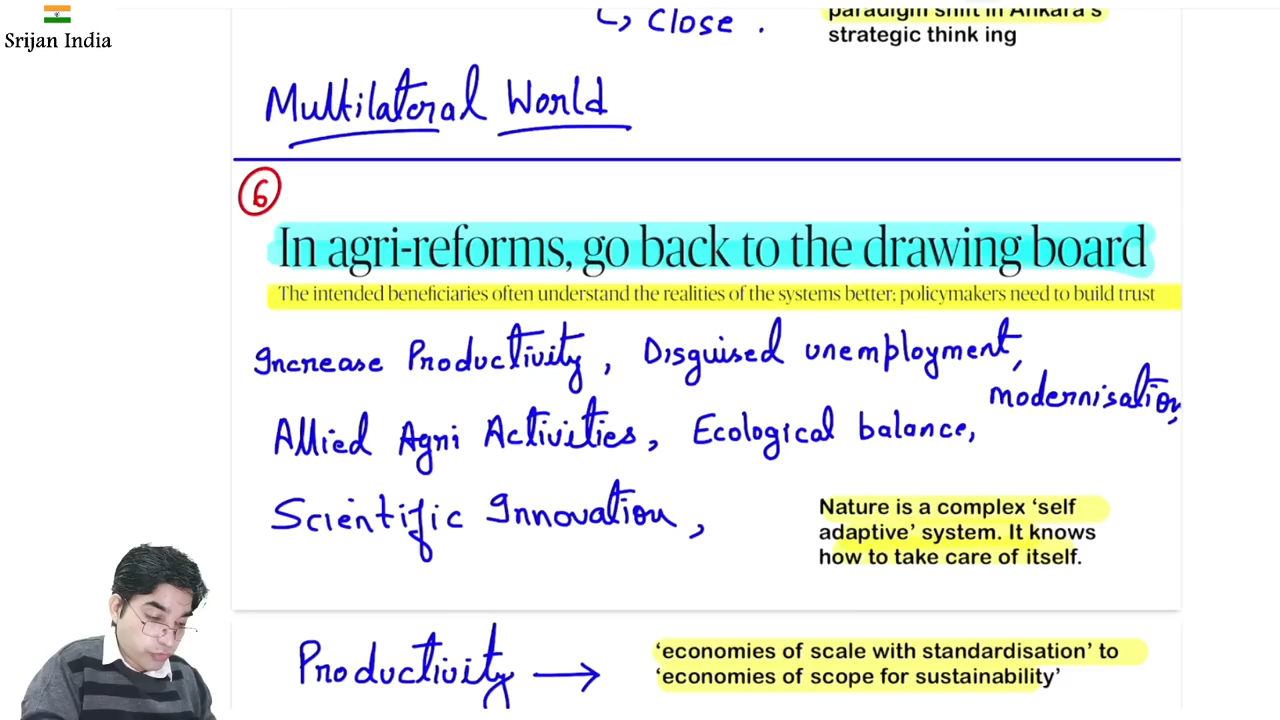 Srijan India
↳ Close .
paradigm shift in Ankara's
strategic think ing
Multilateral World
6
In agri-reforms, go back to the drawing board
The intended beneficiaries often understand the realities of the systems better; policymakers need to build trust
Increase Productivity, Disguised unemployment,
modernisation,
Allied Agri Activities, Ecological balance,
Scientific Innovation,
Nature is a complex ‘self
adaptive’ system. It knows
how to take care of itself.
Productivity →
‘economies of scale with standardisation’ to
‘economies of scope for sustainability’